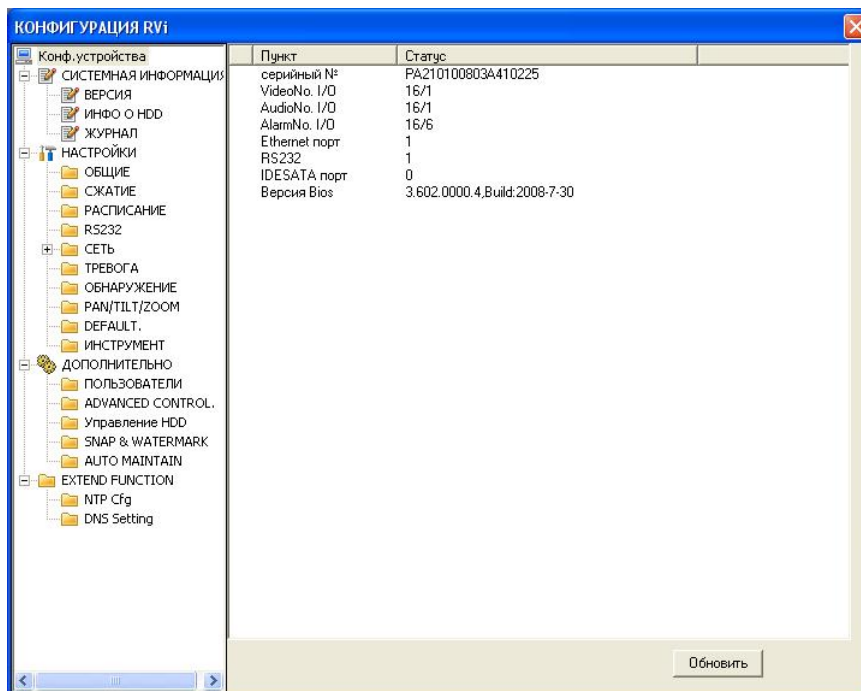 КОНФИГУРАЦИЯ RVi
Конф.устройства
СИСТЕМНАЯ ИНФОРМАЦИЯ
ВЕРСИЯ
ИНФО О HDD
ЖУРНАЛ
НАСТРОЙКИ
ОБЩИЕ
СЖАТИЕ
РАСПИСАНИЕ
RS232
СЕТЬ
ТРЕВОГА
ОБНАРУЖЕНИЕ
PAN/TILT/ZOOM
DEFAULT.
ИНСТРУМЕНТ
ДОПОЛНИТЕЛЬНО
ПОЛЬЗОВАТЕЛИ
ADVANCED CONTROL.
Управление HDD
SNAP & WATERMARK
AUTO MAINTAIN
EXTEND FUNCTION
NTP Cfg
DNS Setting
Пункт Статус
серийный № PA210100803A410225
VideoNo. I/O 16/1
AudioNo. I/O 16/1
AlarmNo. I/O 16/6
Ethernet порт 1
RS232 1
IDESATA порт 0
Версия Bios 3.602.0000.4,Build:2008-7-30
Обновить